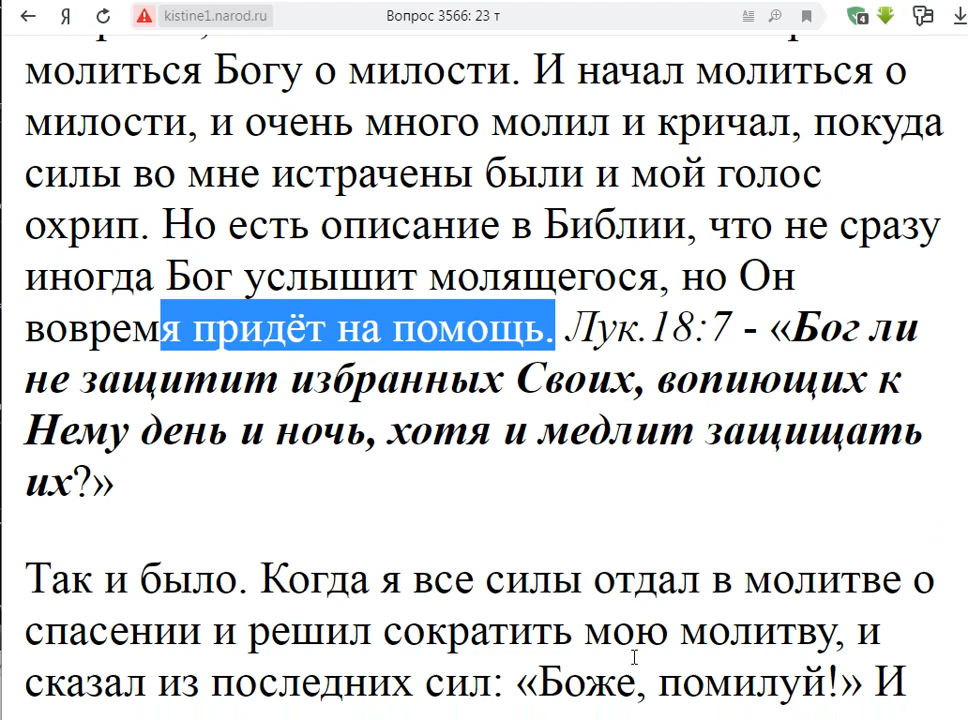 Я kistine1.narod.ru Вопрос 3566: 23 т 4
молиться Богу о милости. И начал молиться о
милости, и очень много молил и кричал, покуда
силы во мне истрачены были и мой голос
охрип. Но есть описание в Библии, что не сразу
иногда Бог услышит молящегося, но Он
вовремя придёт на помощь. Лук.18:7 - «Бог ли
не защитит избранных Своих, вопиющих к
Нему день и ночь, хотя и медлит защищать
их?»
Так и было. Когда я все силы отдал в молитве о
спасении и решил сократить мою молитву, и
сказал из последних сил: «Боже, помилуй!» И